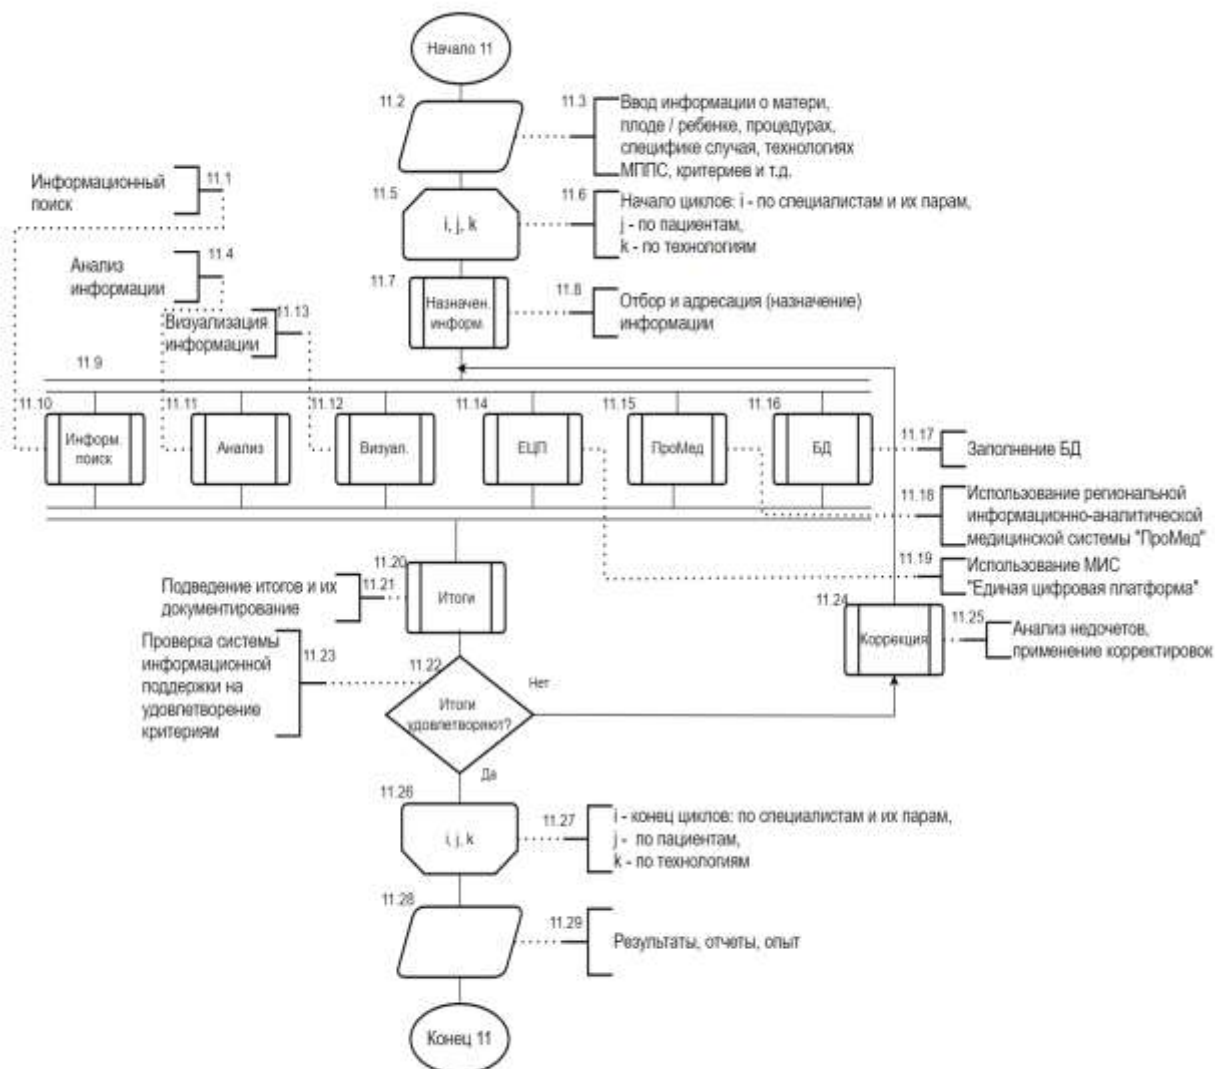 Начало 11
11.2
11.3
Ввод информации о матери,
плоде / ребенке, процедурах,
специфике случая, технологиях
МППС, критериев и т.д.
Информационный
поиск
11.1
11.5
i, j, k
11.6
Начало циклов: i - по специалистам и их парам,
j - по пациентам,
k - по технологиям
Анализ
информации
11.4
11.7
Назначен.
информ.
11.8
Отбор и адресация (назначение)
информации
Визуализация
информации
11.13
11.9
11.10
Информ.
поиск
11.11
Анализ
11.12
Визуал.
11.14
ЕЦП
11.15
ПроМед
11.16
БД
11.17
Заполнение БД
11.18
Использование региональной
информационно-аналитической
медицинской системы "ПроМед"
11.19
Использование МИС
"Единая цифровая платформа"
11.20
Итоги
11.21
Подведение итогов и их
документирование
11.24
Коррекция
11.25
Анализ недочетов,
применение корректировок
Проверка системы
информационной
поддержки на
удовлетворение
критериям
11.23
11.22
Итоги
удовлетворяют?
Нет
Да
11.26
i, j, k
11.27
i - конец циклов: по специалистам и их парам,
j - по пациентам,
k - по технологиям
11.28
11.29
Результаты, отчеты, опыт
Конец 11